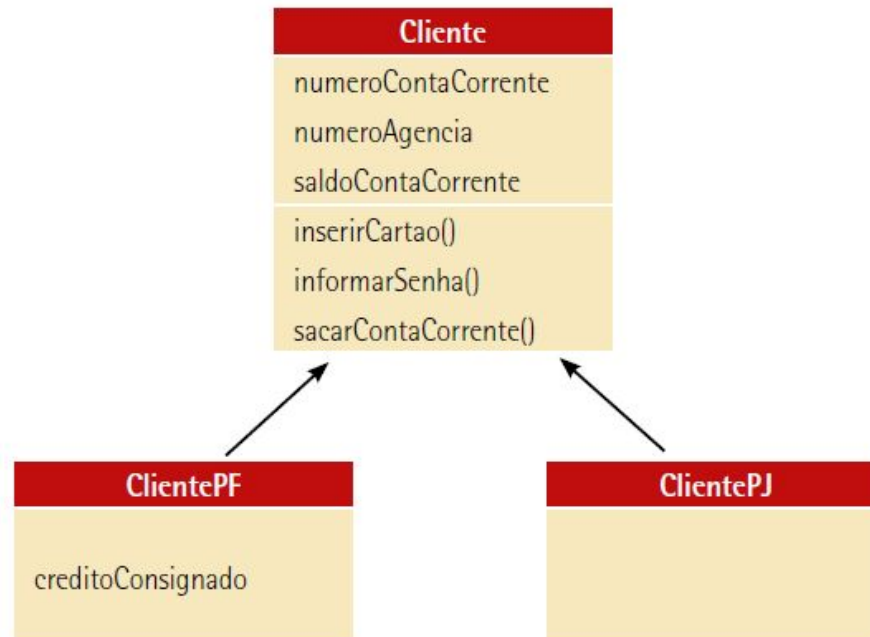 Cliente
numeroContaCorrente
numeroAgencia
saldoContaCorrente
inserirCartao()
informarSenha()
sacarContaCorrente()
ClientePF
creditoConsignado
ClientePJ